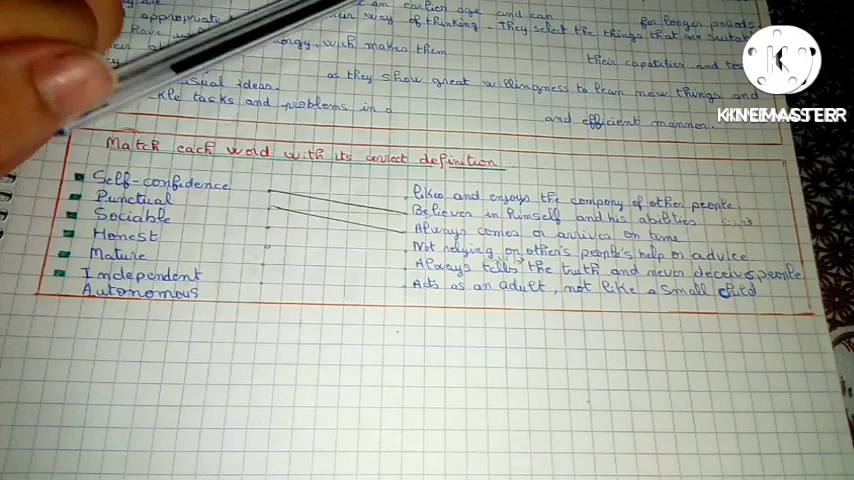 an earlier age and can for longer periods.
appropriate way of thinking. They select the things that are suitab
wich makes them their capacities and
usual ideas. as they show great willingness to learn new things and
tasks and problems in a and efficient manner.
KINEMASTER
Match each word with its correct definition.
Self-confidence
Punctual
Sociable
Honest
Mature
Independent
Autonomous
likes and enjoys the company of other people
Believer in himself and his abilities
Always comes or arrives on time
Not relying on other's people's help or advice
Always tells the truth and never deceives people
Acts as an adult, not like a small child